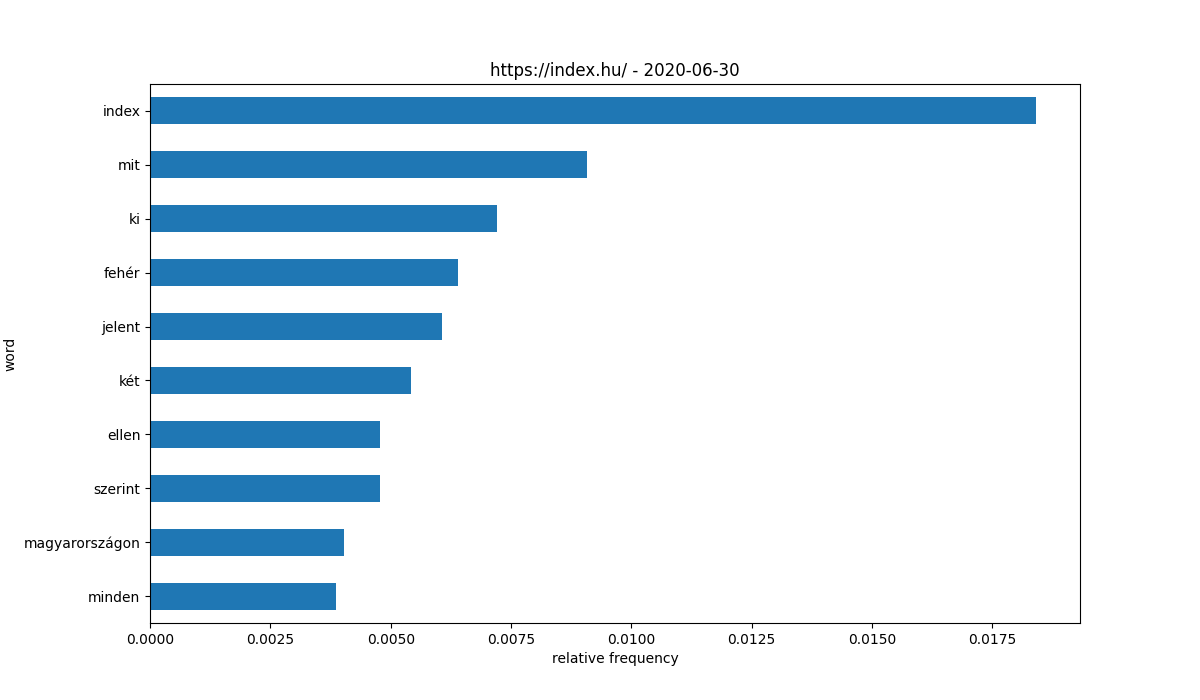 https://index.hu/ - 2020-06-30
index
mit
ki
fehér
jelent
két
ellen
szerint
magyarországon
minden
word
0.0000 0.0025 0.0050 0.0075 0.0100 0.0125 0.0150 0.0175
relative frequency